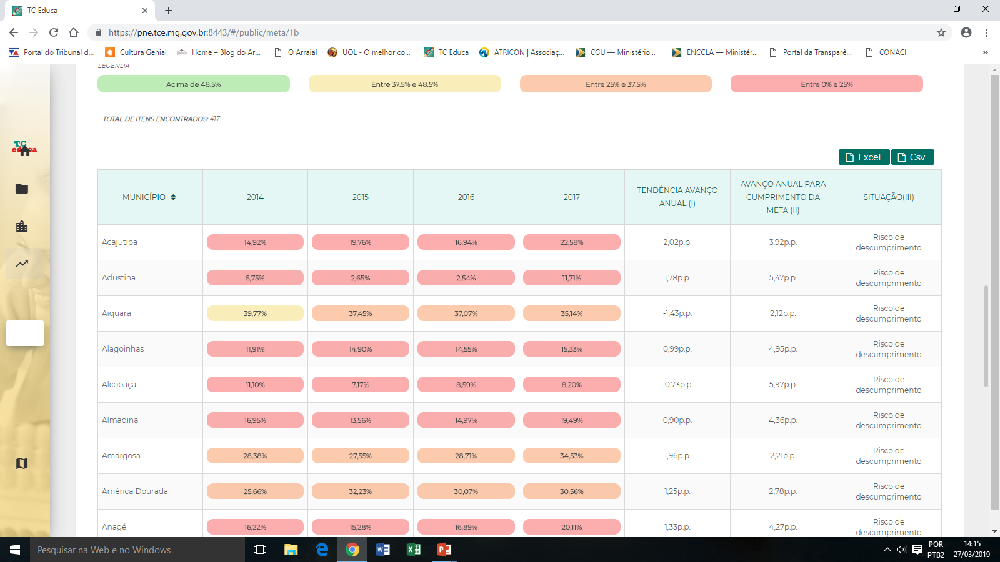 TC Educa
https://pne.tce.mg.gov.br:8443/#/public/meta/1b
Portal do Tribunal d... Cultura Genial Home – Blog do Ar... O Arraial UOL - O melhor co... TC Educa ATRICON | Associaç... CGU — Ministério... ENCCLA — Ministér... Portal da Transparê... CONACI »
LEGENDA
Acima de 48.5% Entre 37.5% e 48.5% Entre 25% e 37.5% Entre 0% e 25%
TOTAL DE ITENS ENCONTRADOS: 417
TC
educa
Excel Csv
MUNICÍPIO 2014 2015 2016 2017 TENDÊNCIA AVANÇO ANUAL (I) AVANÇO ANUAL PARA CUMPRIMENTO DA META (II) SITUAÇÃO(III)
Acajutiba 14,92% 19,76% 16,94% 22,58% 2,02p.p. 3,92p.p. Risco de descumprimento
Adustina 5,75% 2,65% 2,54% 11,71% 1,78p.p. 5,47p.p. Risco de descumprimento
Aiquara 39,77% 37,45% 37,07% 35,14% -1,43p.p. 2,12p.p. Risco de descumprimento
Alagoinhas 11,91% 14,90% 14,55% 15,33% 0,99p.p. 4,95p.p. Risco de descumprimento
Alcobaça 11,10% 7,17% 8,59% 8,20% -0,73p.p. 5,97p.p. Risco de descumprimento
Almadina 16,95% 13,56% 14,97% 19,49% 0,90p.p. 4,36p.p. Risco de descumprimento
Amargosa 28,38% 27,55% 28,71% 34,53% 1,96p.p. 2,21p.p. Risco de descumprimento
América Dourada 25,66% 32,23% 30,07% 30,56% 1,25p.p. 2,78p.p. Risco de descumprimento
Anagé 16,22% 15,28% 16,89% 20,11% 1,33p.p. 4,27p.p. Risco de descumprimento
Pesquisar na Web e no Windows
POR 14:15
PTB2 27/03/2019